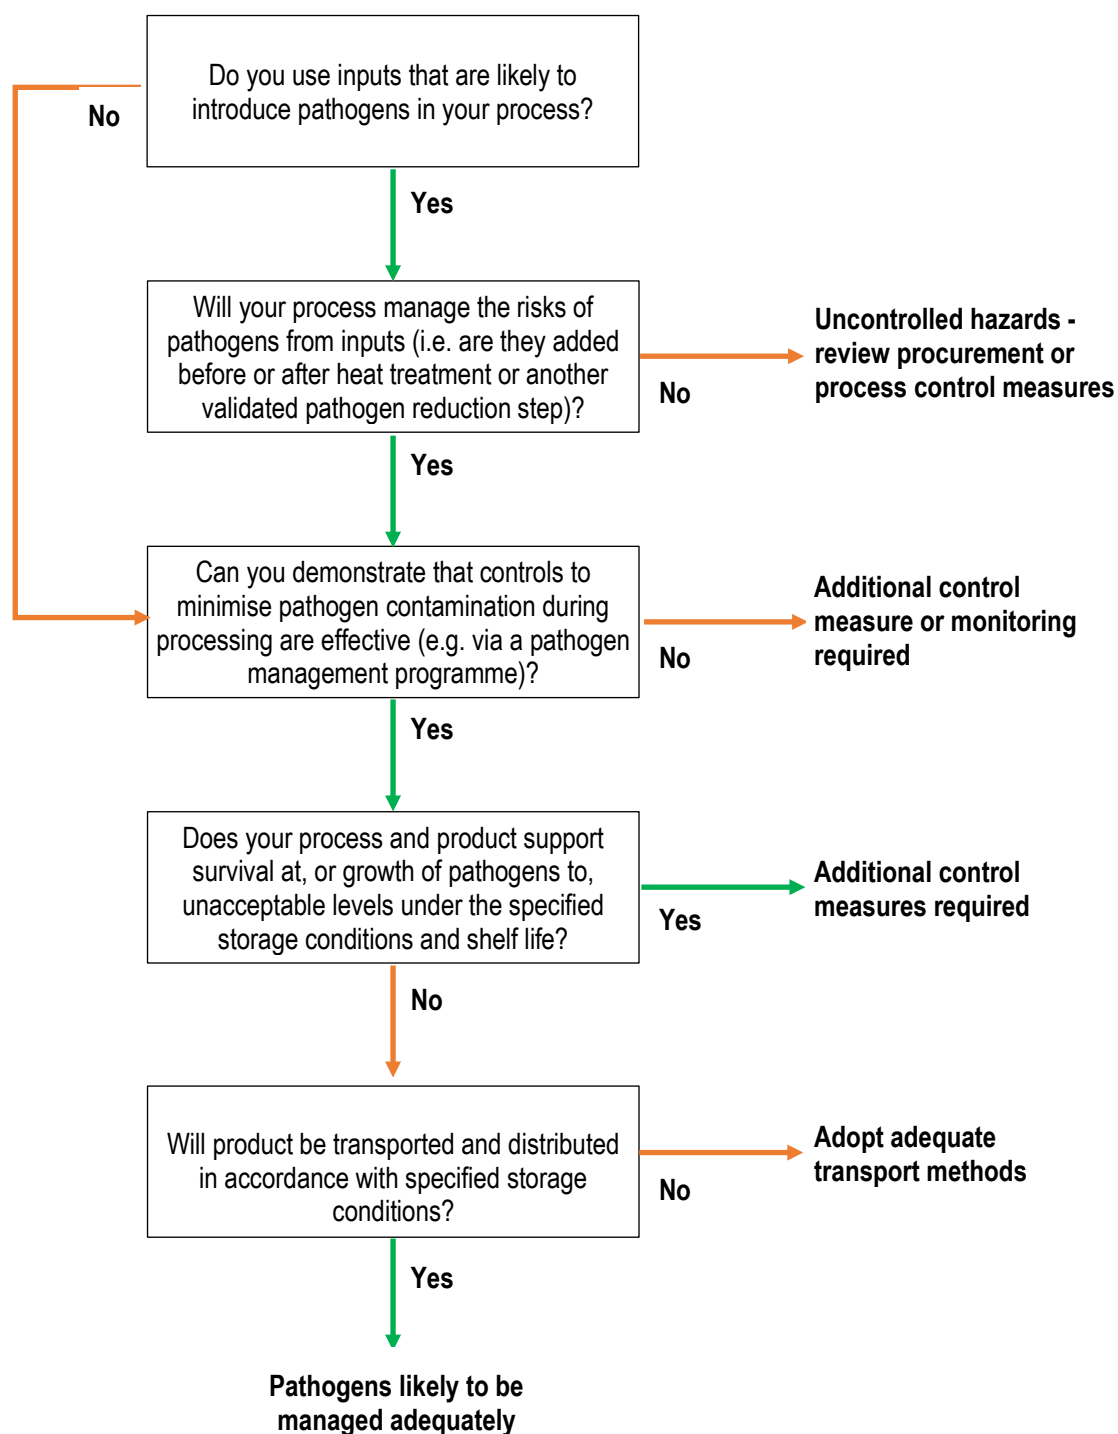 Do you use inputs that are likely to
introduce pathogens in your process?
No
Yes
Will your process manage the risks of
pathogens from inputs (i.e. are they added
before or after heat treatment or another
validated pathogen reduction step)?
No
Uncontrolled hazards -
review procurement or
process control measures
Yes
Can you demonstrate that controls to
minimise pathogen contamination during
processing are effective (e.g. via a pathogen
management programme)?
No
Additional control
measure or monitoring
required
Yes
Does your process and product support
survival at, or growth of pathogens to,
unacceptable levels under the specified
storage conditions and shelf life?
Yes
Additional control
measures required
No
Will product be transported and distributed
in accordance with specified storage
conditions?
No
Adopt adequate
transport methods
Yes
Pathogens likely to be
managed adequately